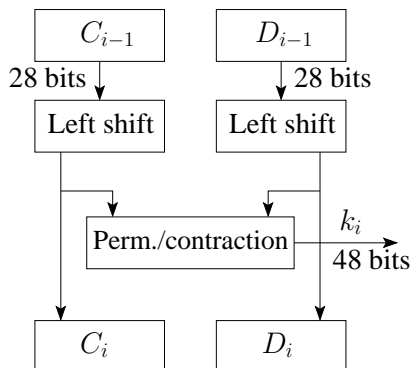 C_{i−1} D_{i−1}
28 bits 28 bits
Left shift Left shift
k_i
Perm./contraction
48 bits
C_i D_i